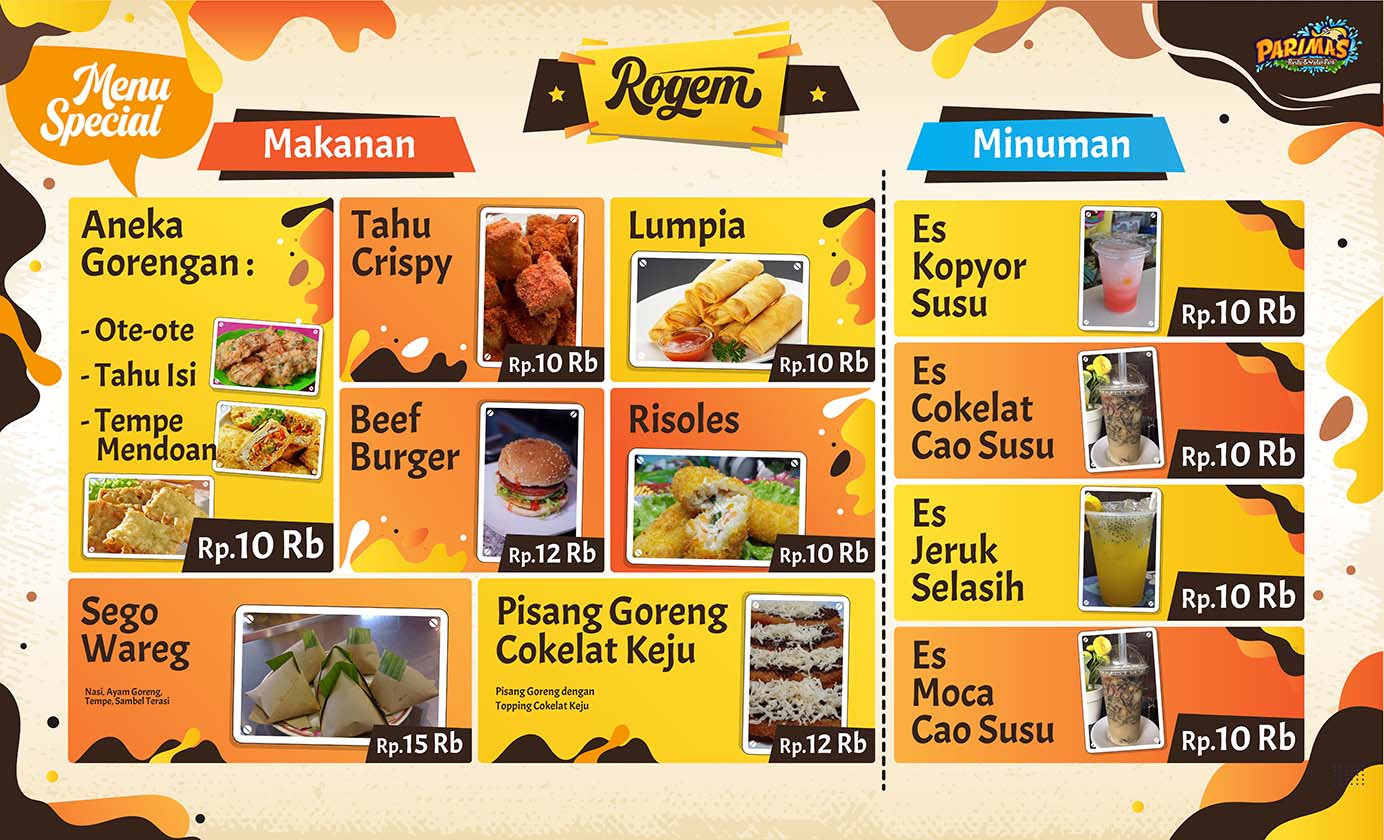 Menu
Special
Rogem
PARIMAS
Resto & Water Park
Makanan
Aneka
Gorengan :
- Ote-ote
- Tahu Isi
- Tempe
Mendoan
Rp.10 Rb
Tahu
Crispy
Rp.10 Rb
Lumpia
Rp.10 Rb
Beef
Burger
Rp.12 Rb
Risoles
Rp.10 Rb
Sego
Wareg
Nasi, Ayam Goreng,
Tempe, Sambel Terasi
Rp.15 Rb
Pisang Goreng
Cokelat Keju
Pisang Goreng dengan
Topping Cokelat Keju
Rp.12 Rb
Minuman
Es
Kopyor
Susu
Rp.10 Rb
Es
Cokelat
Cao Susu
Rp.10 Rb
Es
Jeruk
Selasih
Rp.10 Rb
Es
Moca
Cao Susu
Rp.10 Rb